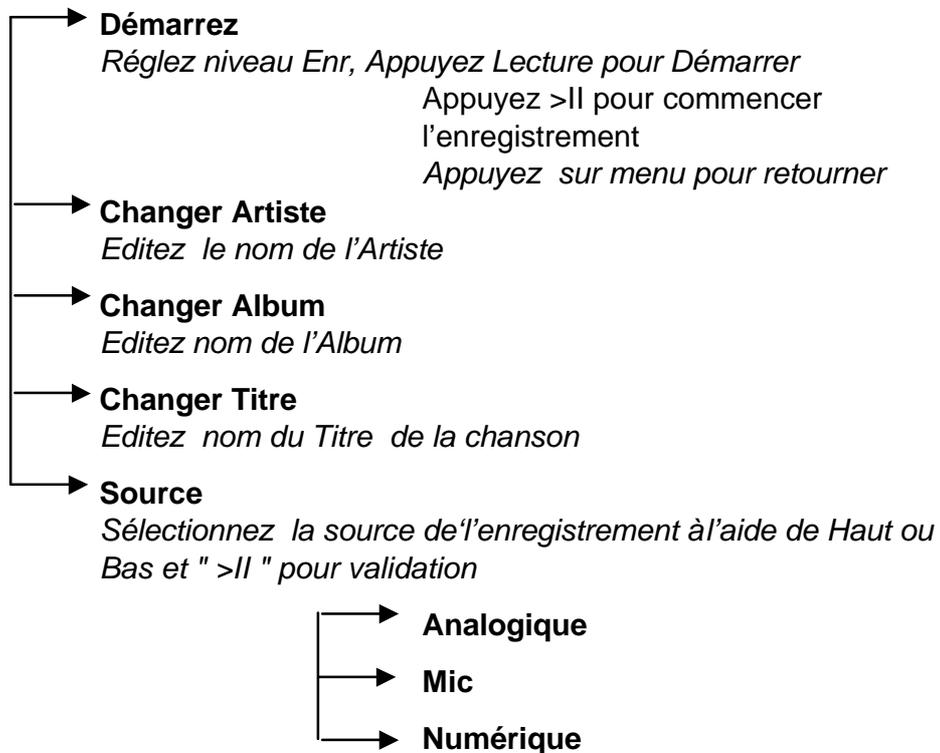 Démarrez
Réglez niveau Enr, Appuyez Lecture pour Démarrer
Appuyez >II pour commencer
l’enregistrement
Appuyez  sur menu pour retourner
Changer Artiste
Editez  le nom de l’Artiste
Changer Album
Editez nom de l’Album
Changer Titre
Editez  nom du Titre  de la chanson
Source
Sélectionnez  la source de‘l’enregistrement àl’aide de Haut ou
Bas et " >II " pour validation
Analogique
Mic
Numérique